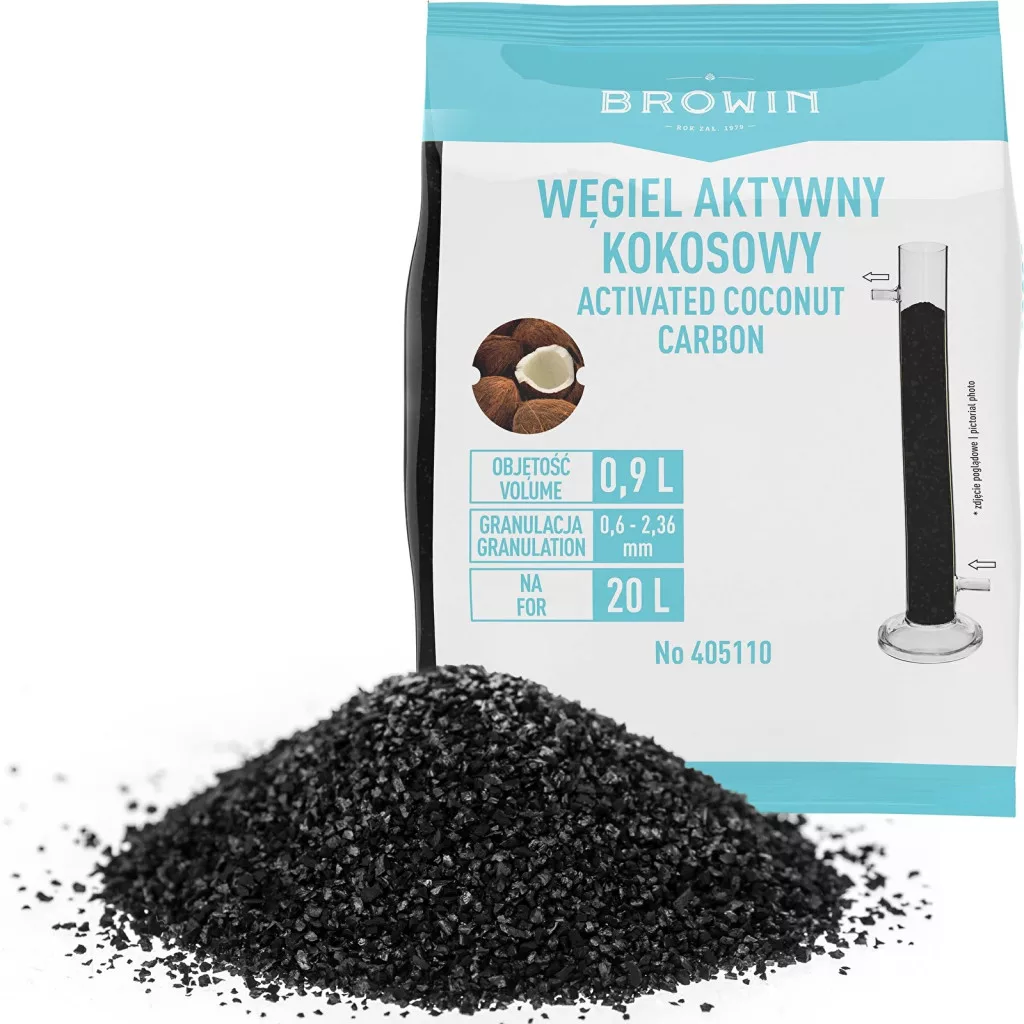 BROWIN
ROK ZAŁ. 1979
WĘGIEL AKTYWNY
KOKOSOWY
ACTIVATED COCONUT
CARBON
OBJĘTOŚĆ
VOLUME
0,9 L
GRANULACJA
GRANULATION
0,6 - 2,36
mm
NA
FOR
20 L
No 405110
* zdjęcie poglądowe | pictorial photo